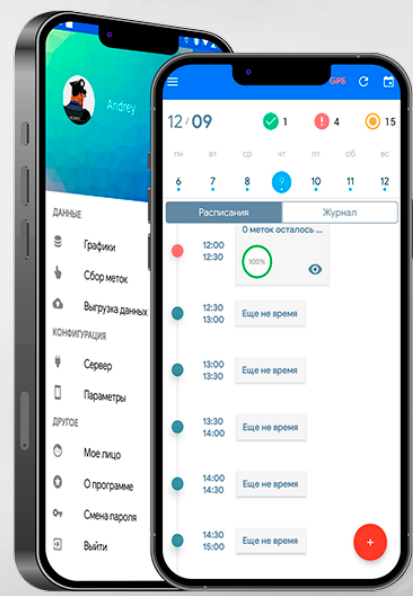 Andrey
ДАННЫЕ
Графики
Сбор меток
Выгрузка данных
КОНФИГУРАЦИЯ
Сервер
Параметры
ДРУГОЕ
Мое лицо
О программе
Смена пароля
Выйти
GPS
12/09
1
4
15
пн вт ср чт пт сб вс
6 7 8 9 10 11 12
Расписания Журнал
0 меток осталось ...
12:00
12:30
100%
12:30
13:00
Еще не время
13:00
13:30
Еще не время
13:30
14:00
Еще не время
14:00
14:30
Еще не время
14:30
15:00
Еще не время
+